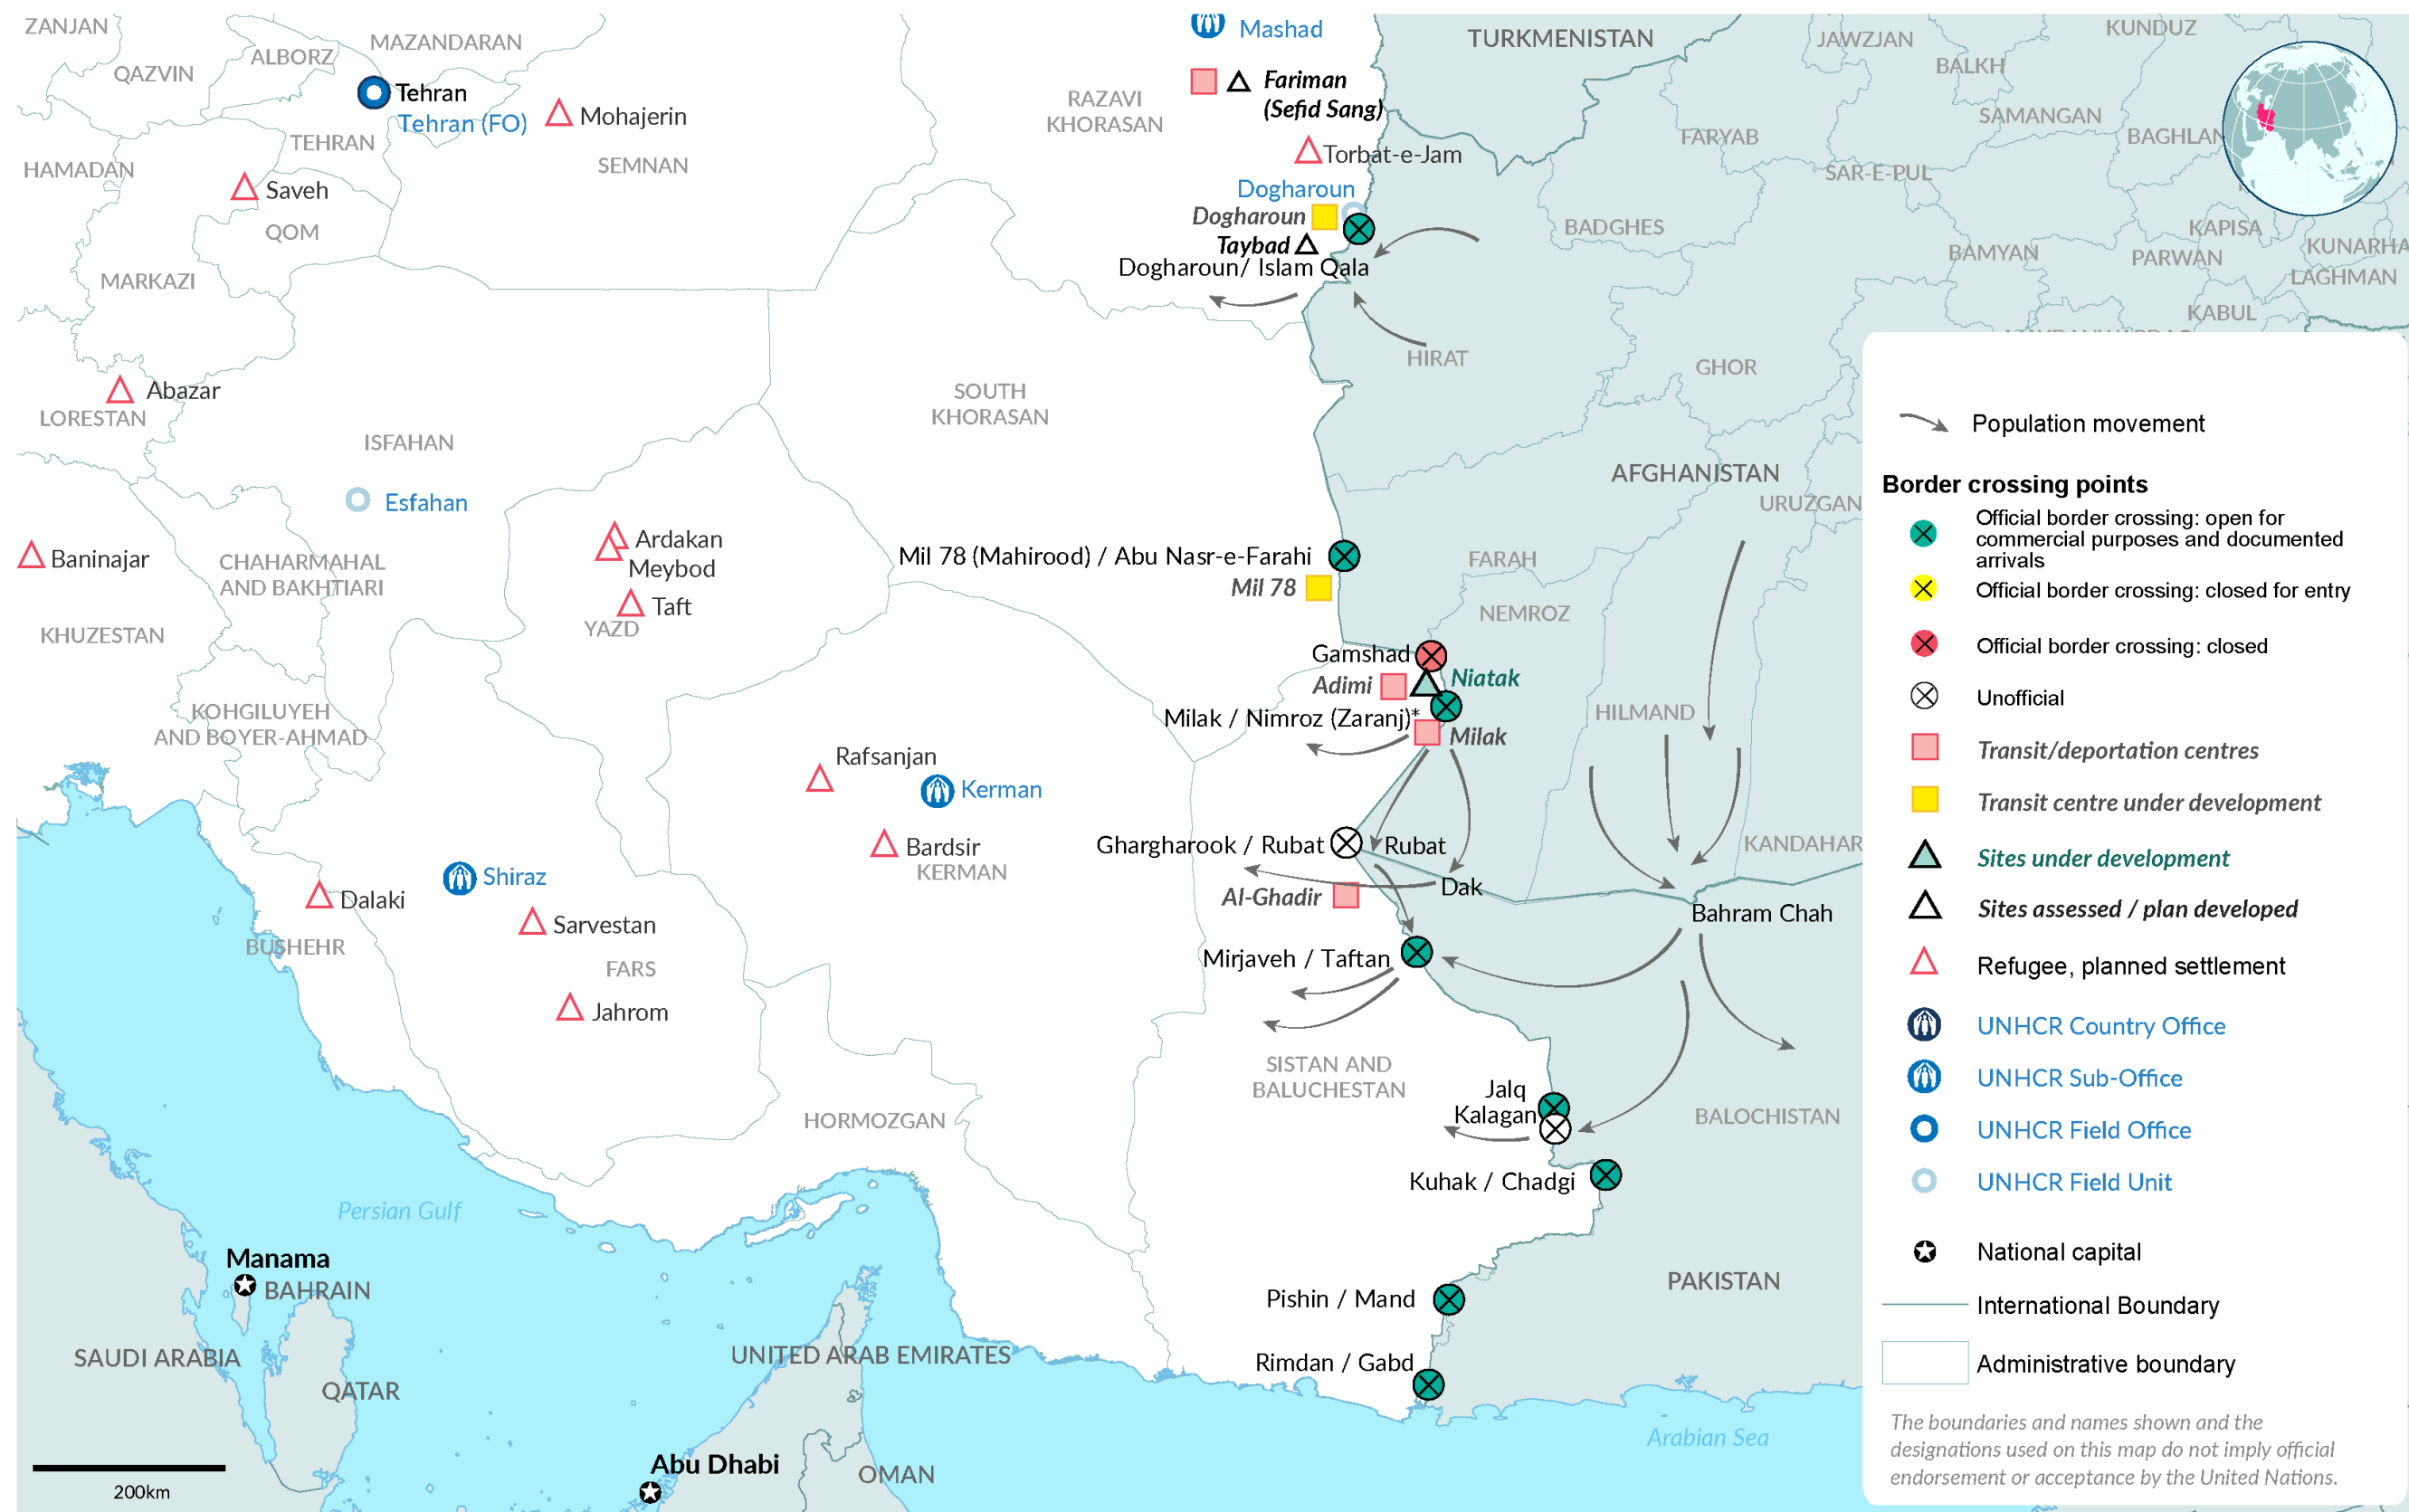 ZANJAN
MAZANDARAN
ALBORZ
QAZVIN
Tehran
Tehran (FO)
Mohajerin
TEHRAN
HAMADAN
SEMNAN
Saveh
QOM
MARKAZI
Mashad
Fariman
(Sefid Sang)
RAZAVI
KHORASAN
Torbat-e-Jam
Dogharoun
Dogharoun
Taybad
Dogharoun/ Islam Qala
TURKMENISTAN
JAWZJAN
KUNDUZ
BALKH
SAMANGAN
BAGHLAN
FARYAB
SAR-E-PUL
BADGHES
BAMYAN
KAPISA
PARWAN
KUNARHA
LAGHMAN
KABUL
HIRAT
GHOR
Abazar
LORESTAN
ISFAHAN
SOUTH
KHORASAN
AFGHANISTAN
URUZGAN
Esfahan
Baninajar
CHAHARMAHAL
AND BAKHTIARI
Ardakan
Meybod
Taft
YAZD
KHUZESTAN
Mil 78 (Mahirood) / Abu Nasr-e-Farahi
Mil 78
FARAH
NEMROZ
Gamshad
Adimi
Niatak
Milak / Nimroz (Zaranj)*
Milak
HILMAND
KOHGILUYEH
AND BOYER-AHMAD
Rafsanjan
Kerman
Bardsir
KERMAN
Ghargharook / Rubat
Rubat
Dak
Al-Ghadir
KANDAHAR
Bahram Chah
Shiraz
Dalaki
Sarvestan
BUSHEHR
FARS
Jahrom
Mirjaveh / Taftan
SISTAN AND
BALUCHESTAN
Jalq
Kalagan
BALOCHISTAN
HORMOZGAN
Kuhak / Chadgi
Persian Gulf
Manama
BAHRAIN
PAKISTAN
Pishin / Mand
UNITED ARAB EMIRATES
SAUDI ARABIA
QATAR
Rimdan / Gabd
Arabian Sea
Abu Dhabi
OMAN
200km
Population movement
Border crossing points
Official border crossing: open for
commercial purposes and documented
arrivals
Official border crossing: closed for entry
Official border crossing: closed
Unofficial
Transit/deportation centres
Transit centre under development
Sites under development
Sites assessed / plan developed
Refugee, planned settlement
UNHCR Country Office
UNHCR Sub-Office
UNHCR Field Office
UNHCR Field Unit
National capital
International Boundary
Administrative boundary
The boundaries and names shown and the
designations used on this map do not imply official
endorsement or acceptance by the United Nations.